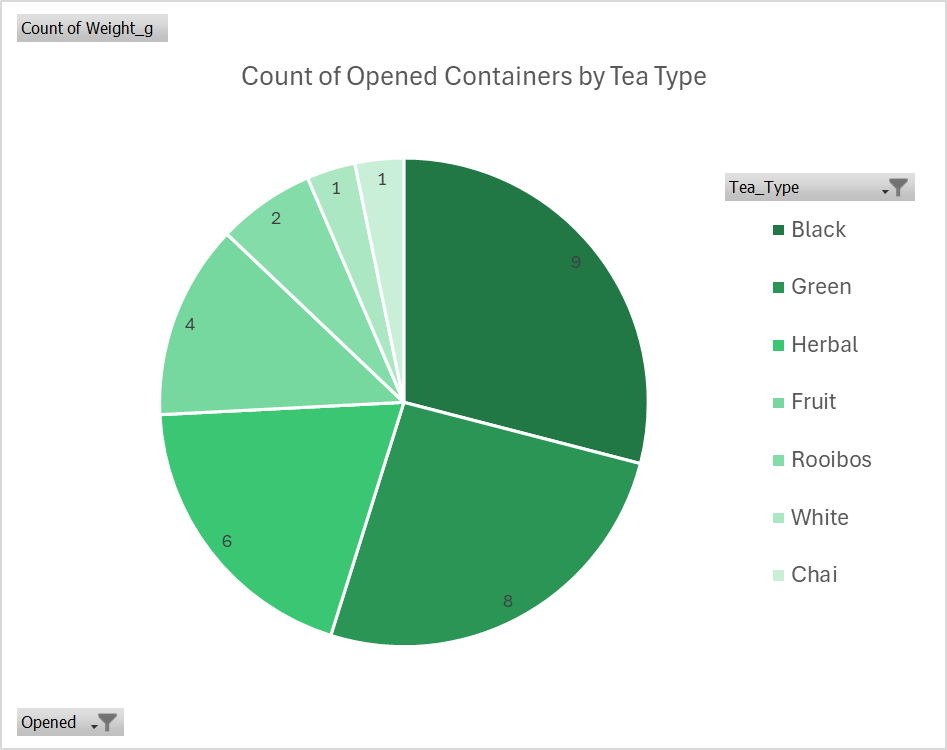 Count of Weight_g
Count of Opened Containers by Tea Type
1
1
2
9
4
6
8
Tea_Type
Black
Green
Herbal
Fruit
Rooibos
White
Chai
Opened